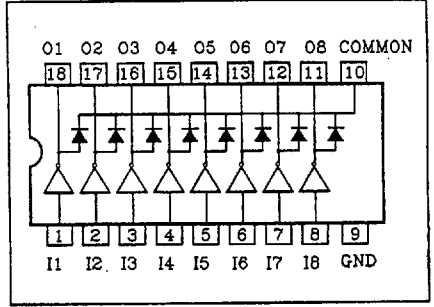 O1 O2 O3 O4 O5 O6 O7 O8 COMMON
18 17 16 15 14 13 12 11 10
1 2 3 4 5 6 7 8 9
I1 I2 I3 I4 I5 I6 I7 I8 GND